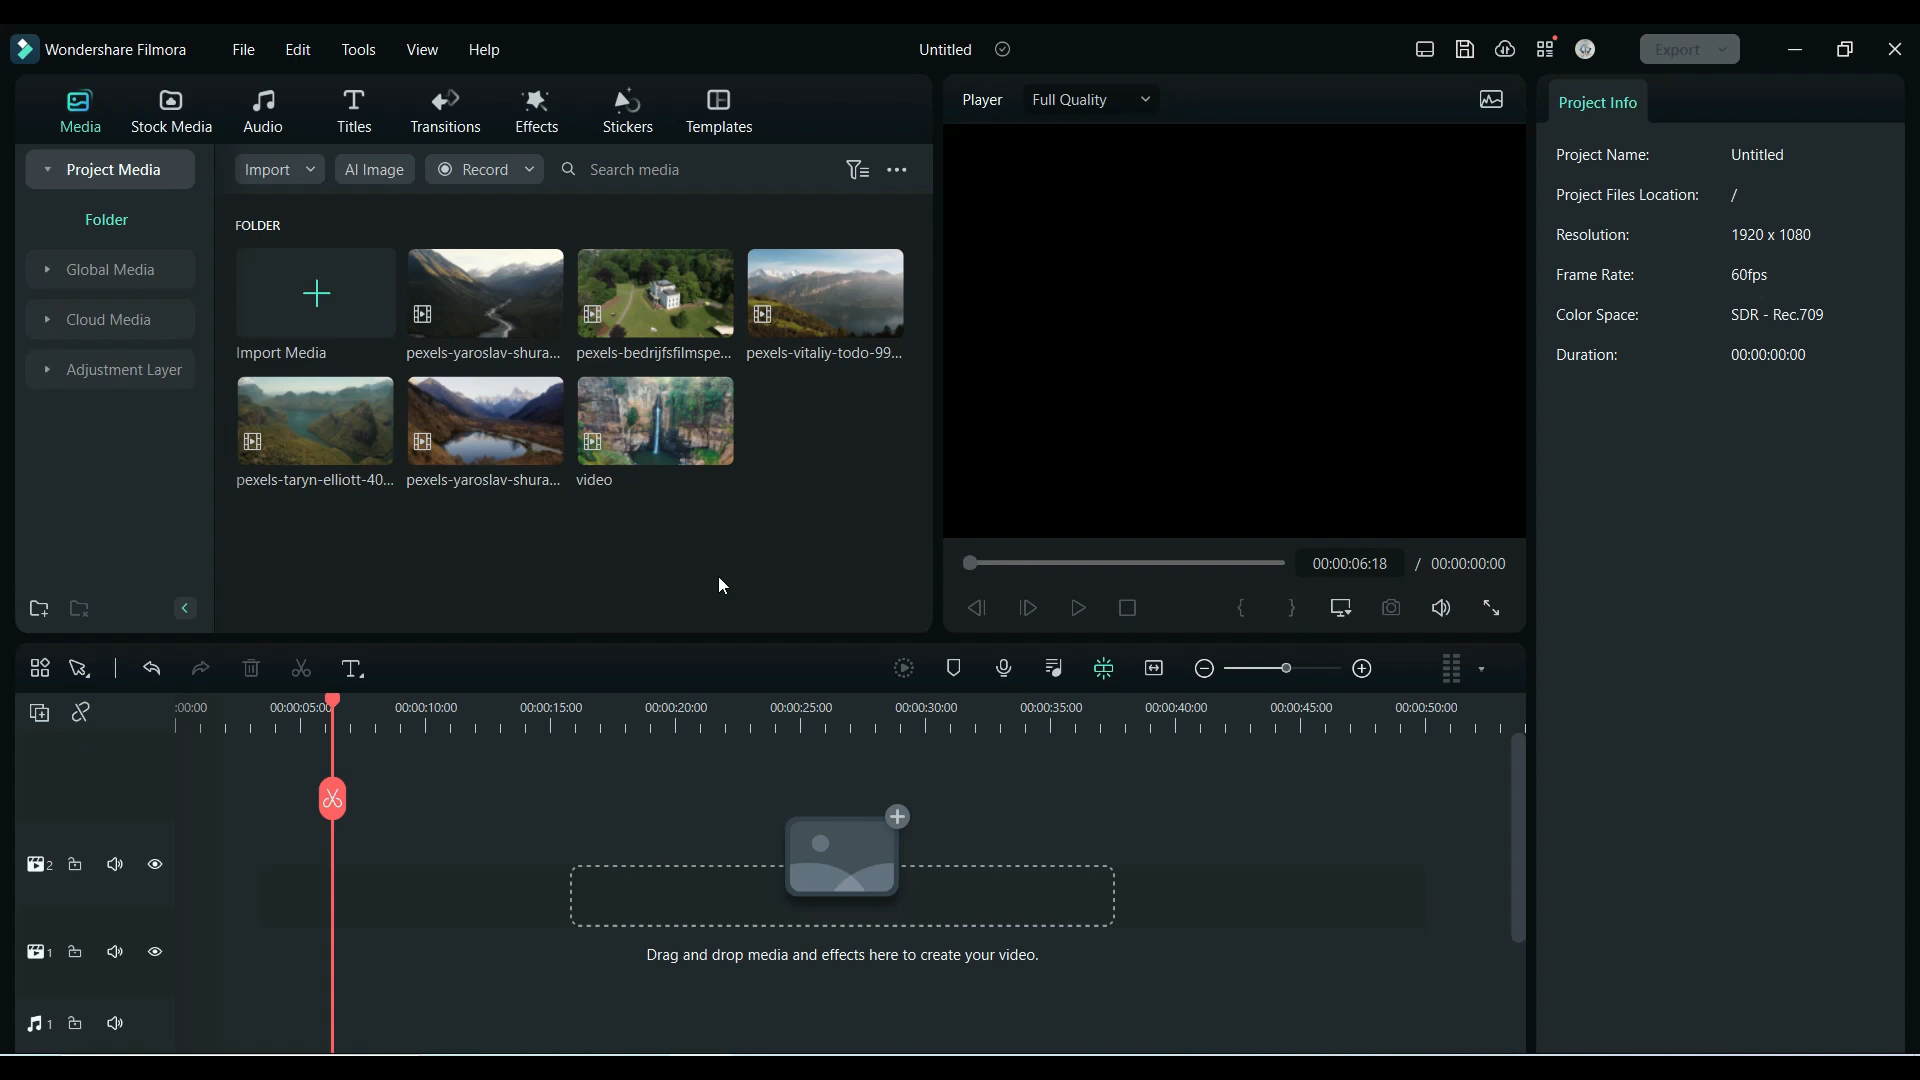 Wondershare Filmora File Edit Tools View Help Untitled Export
Media Stock Media Audio Titles Transitions Effects Stickers Templates
Player Full Quality
Project Info
Project Media
Folder
Global Media
Cloud Media
Adjustment Layer
Import AI Image Record Search media
FOLDER
Import Media pexels-yaroslav-shura... pexels-bedrijfsfilmspe... pexels-vitaliy-todo-99...
pexels-taryn-elliott-40... pexels-yaroslav-shura... video
00:00:06:18 / 00:00:00:00
Project Name: Untitled
Project Files Location: /
Resolution: 1920 x 1080
Frame Rate: 60fps
Color Space: SDR - Rec.709
Duration: 00:00:00:00
:00:00 00:00:05:00 00:00:10:00 00:00:15:00 00:00:20:00 00:00:25:00 00:00:30:00 00:00:35:00 00:00:40:00 00:00:45:00 00:00:50:00
2
1
Drag and drop media and effects here to create your video.
1